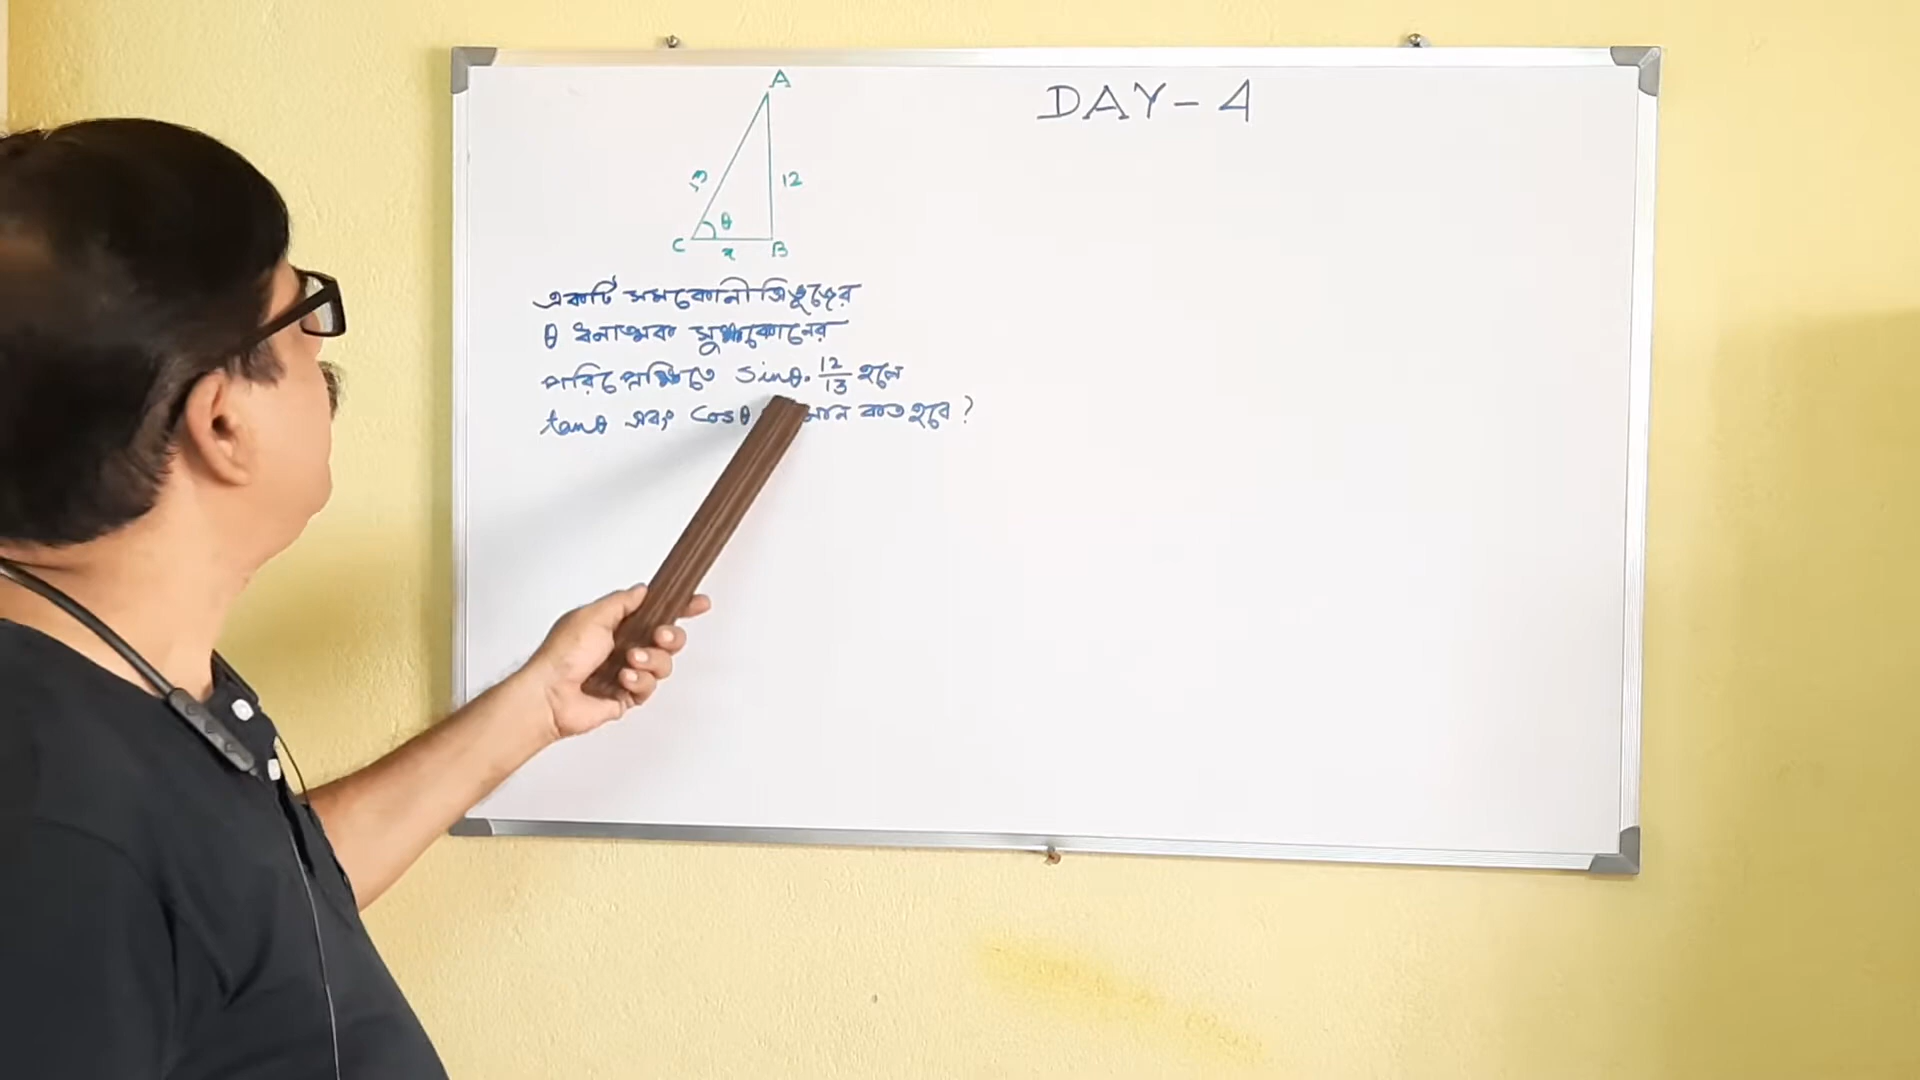 DAY - 4
A
13
12
θ
C
x
B
একটি সমকোনী ত্রিভুজের
θ ধনাত্মক সুক্ষ্মকোনের
পরিপ্রেক্ষিতে sinθ = 12/13 হলে
tanθ এবং cosθ মান কত হবে ?